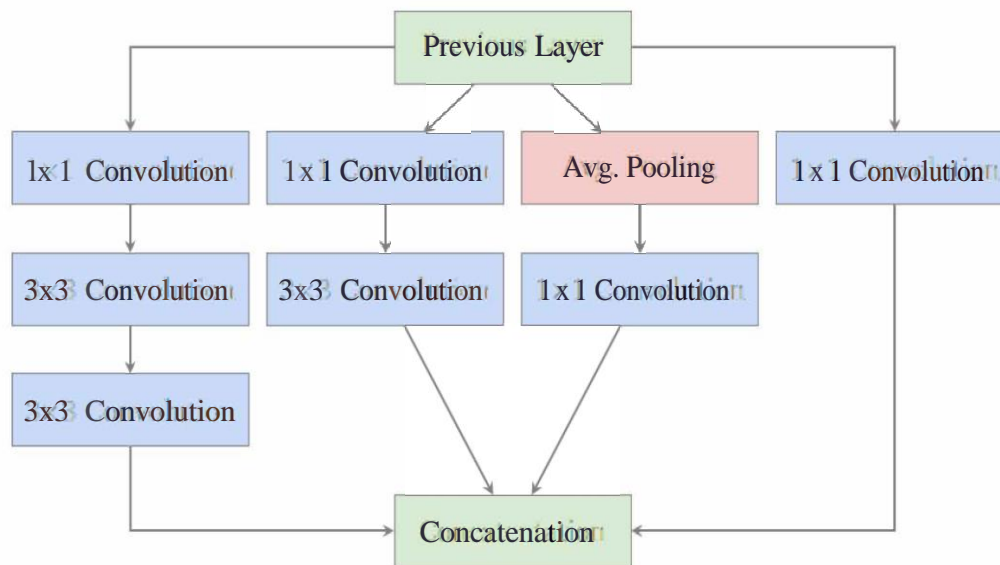 Previous Layer
1x1 Convolution
1x1 Convolution
Avg. Pooling
1x1 Convolution
3x3 Convolution
3x3 Convolution
1x1 Convolution
3x3 Convolution
Concatenation